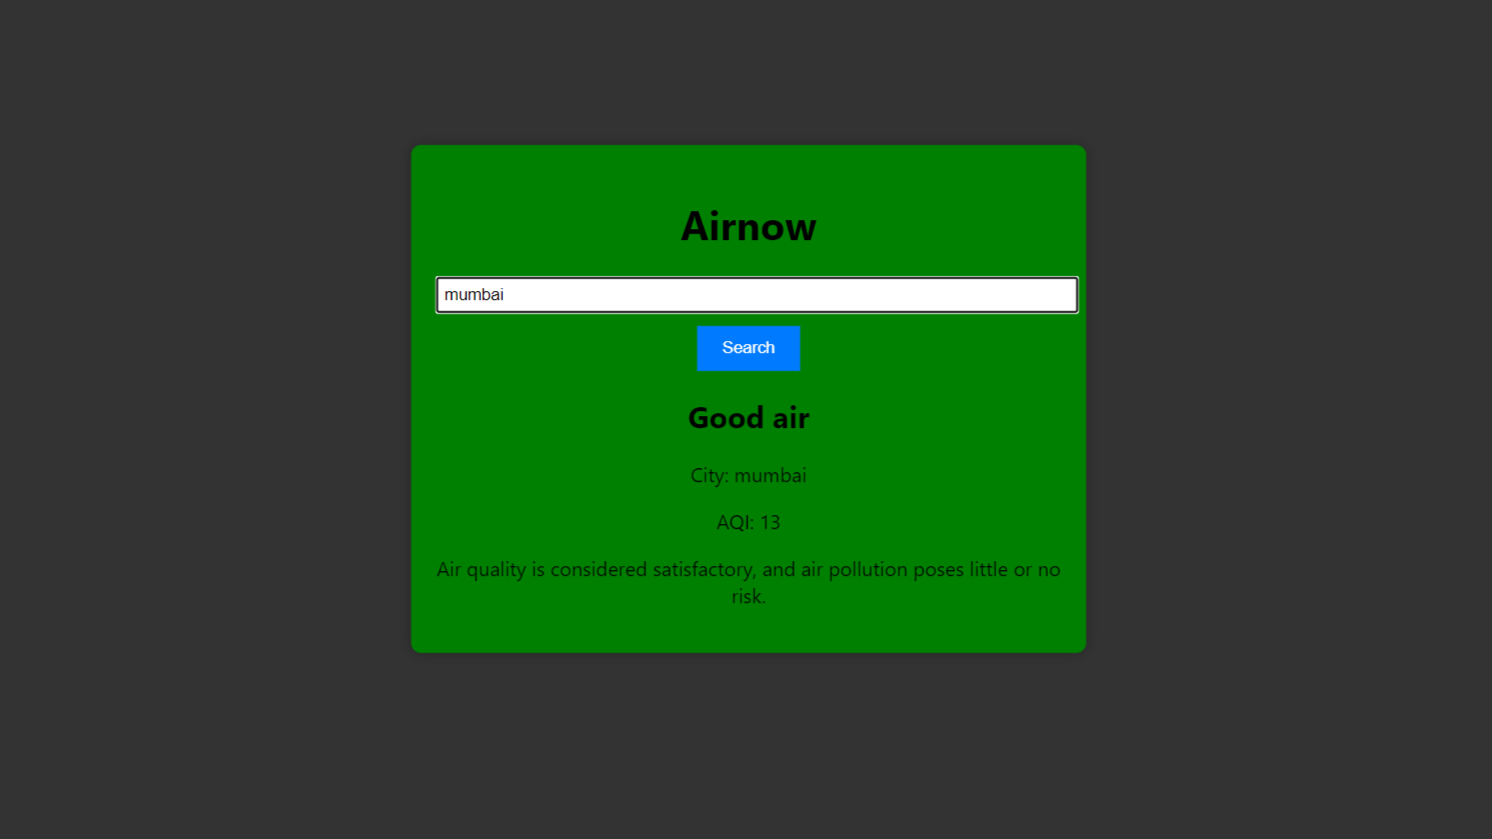 Airnow
mumbai
Search
Good air
City: mumbai
AQI: 13
Air quality is considered satisfactory, and air pollution poses little or no
risk.